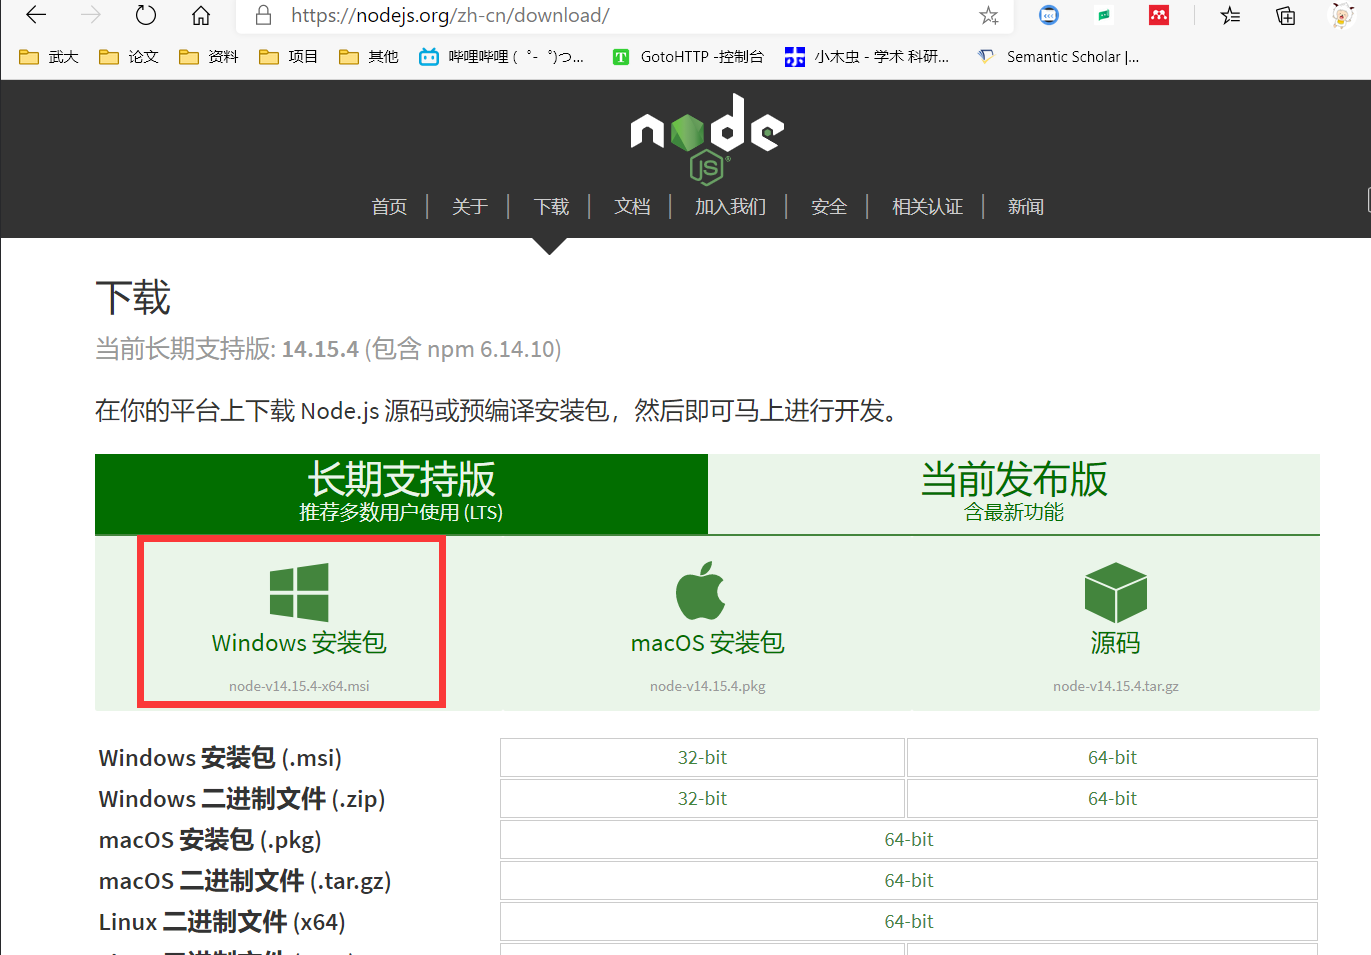 https://nodejs.org/zh-cn/download/
武大 论文 资料 项目 其他 哔哩哔哩 ( ゜- ゜)つ... GotoHTTP -控制台 小木虫 - 学术 科研... Semantic Scholar |...
node
JS
首页 关于 下载 文档 加入我们 安全 相关认证 新闻
下载
当前长期支持版: 14.15.4 (包含 npm 6.14.10)
在你的平台上下载 Node.js 源码或预编译安装包，然后即可马上进行开发。
长期支持版 当前发布版
推荐多数用户使用 (LTS) 含最新功能
Windows 安装包 macOS 安装包 源码
node-v14.15.4-x64.msi node-v14.15.4.pkg node-v14.15.4.tar.gz
Windows 安装包 (.msi) 32-bit 64-bit
Windows 二进制文件 (.zip) 32-bit 64-bit
macOS 安装包 (.pkg) 64-bit
macOS 二进制文件 (.tar.gz) 64-bit
Linux 二进制文件 (x64) 64-bit